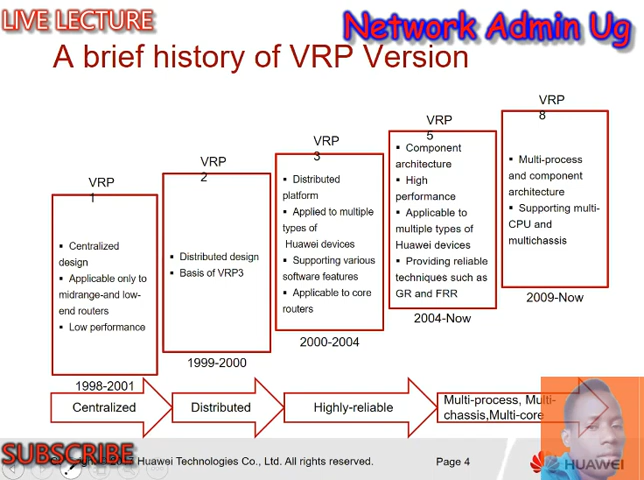 LIVE LECTURE
Network Admin Ug
A brief history of VRP Version
VRP
1
▪ Centralized
design
▪ Applicable only to
midrange-and low-
end routers
▪ Low performance
1998-2001
VRP
2
▪ Distributed design
▪ Basis of VRP3
1999-2000
VRP
3
▪ Distributed
platform
▪ Applied to multiple
types of
Huawei devices
▪ Supporting various
software features
▪ Applicable to core
routers
2000-2004
VRP
5
▪ Component
architecture
▪ High
performance
▪ Applicable to
multiple types of
Huawei devices
▪ Providing reliable
techniques such as
GR and FRR
2004-Now
VRP
8
▪ Multi-process
and component
architecture
▪ Supporting multi-
CPU and
multichassis
2009-Now
Centralized
Distributed
Highly-reliable
Multi-process, Multi-
chassis,Multi-core
SUBSCRIBE
Huawei Technologies Co., Ltd. All rights reserved.
Page 4
HUAWEI